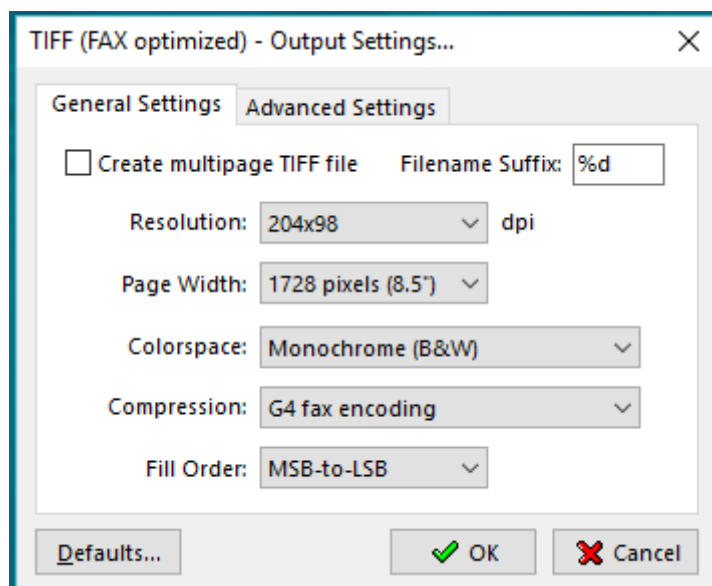 TIFF (FAX optimized) - Output Settings...
General Settings Advanced Settings
Create multipage TIFF file Filename Suffix: %d
Resolution: 204x98 dpi
Page Width: 1728 pixels (8.5")
Colorspace: Monochrome (B&W)
Compression: G4 fax encoding
Fill Order: MSB-to-LSB
Defaults... OK Cancel